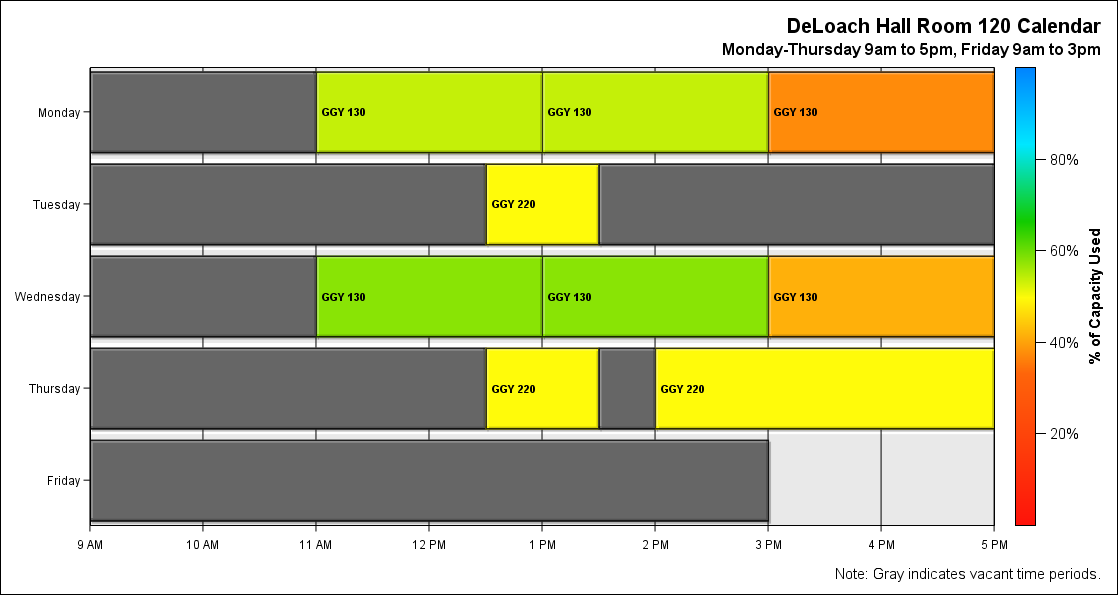 DeLoach Hall Room 120 Calendar
Monday-Thursday 9am to 5pm, Friday 9am to 3pm
Monday
GGY 130
GGY 130
GGY 130
Tuesday
GGY 220
Wednesday
GGY 130
GGY 130
GGY 130
Thursday
GGY 220
GGY 220
Friday
9 AM
10 AM
11 AM
12 PM
1 PM
2 PM
3 PM
4 PM
5 PM
80%
60%
40%
20%
% of Capacity Used
Note: Gray indicates vacant time periods.